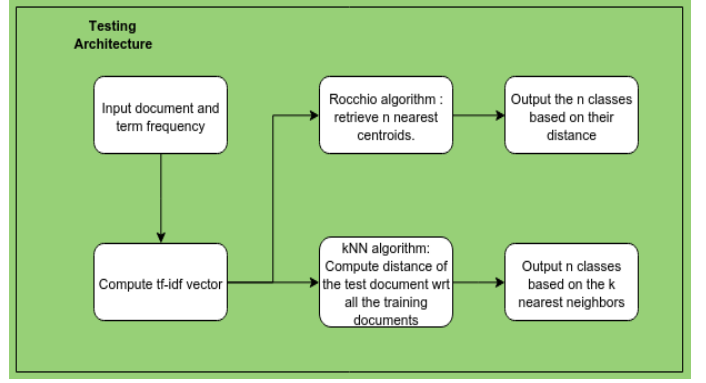 Testing
Architecture
Input document and
term frequency
Compute tf-idf vector
Rocchio algorithm :
retrieve n nearest
centroids.
Output the n classes
based on their
distance
kNN algorithm:
Compute distance of
the test document wrt
all the training
documents
Output n classes
based on the k
nearest neighbors